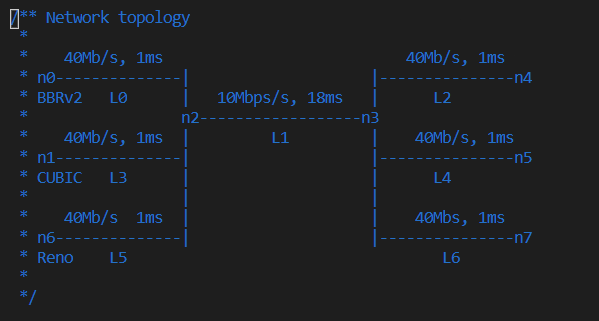 /** Network topology
 *
 *    40Mb/s, 1ms                           40Mb/s, 1ms
 * n0--------------|                    |---------------n4
 * BBRv2   L0      |   10Mbps/s, 18ms   |      L2
 *                 n2------------------n3
 *    40Mb/s, 1ms  |         L1         |    40Mb/s, 1ms
 * n1--------------|                    |---------------n5
 * CUBIC   L3      |                    |      L4
 *                 |                    |
 *    40Mb/s  1ms  |                    |    40Mbs, 1ms
 * n6--------------|                    |---------------n7
 * Reno    L5                                   L6
 *
 */